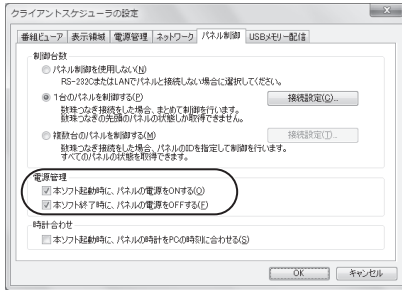 クライアントスケジューラの設定
番組ビューア 表示領域 電源管理 ネットワーク パネル制御 USBメモリー配信
制御台数
パネル制御を使用しない(N)
RS-232CまたはLANでパネルと接続しない場合に選択してください。
1台のパネルを制御する(P)
接続設定(C)...
数珠つなぎ接続をした場合、まとめて制御を行います。
数珠つなぎの先頭のパネルの状態しか取得できません。
複数台のパネルを制御する(M)
接続設定(T)...
数珠つなぎ接続をした場合、パネルのIDを指定して制御を行います。
すべてのパネルの状態を取得できます。
電源管理
本ソフト起動時に、パネルの電源をONする(O)
本ソフト終了時に、パネルの電源をOFFする(F)
時計合わせ
本ソフト起動時に、パネルの時計をPCの時刻に合わせる(S)
OK キャンセル